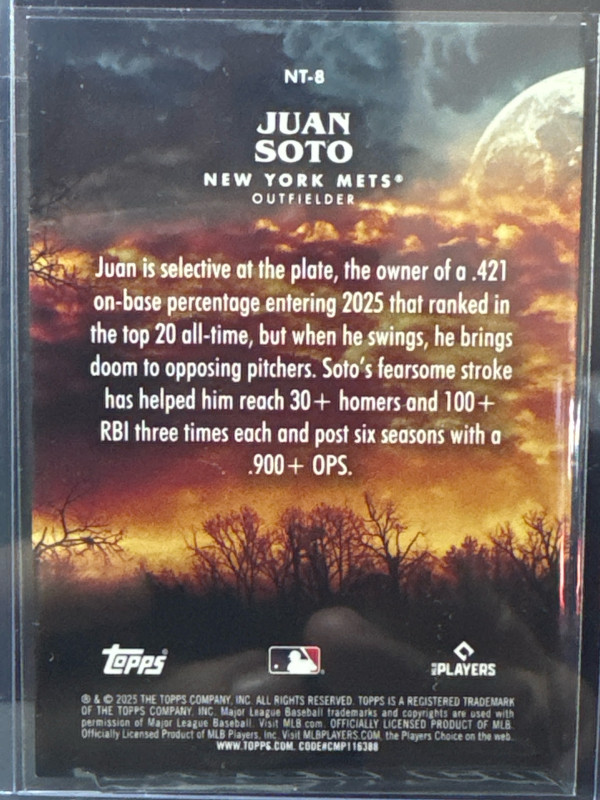 NT-8
JUAN
SOTO
NEW YORK METS®
OUTFIELDER
Juan is selective at the plate, the owner of a .421
on-base percentage entering 2025 that ranked in
the top 20 all-time, but when he swings, he brings
doom to opposing pitchers. Soto's fearsome stroke
has helped him reach 30+ homers and 100+
RBI three times each and post six seasons with a
.900+ OPS.
TOPPS®
MLB PLAYERS
® & © 2025 THE TOPPS COMPANY, INC. ALL RIGHTS RESERVED. TOPPS IS A REGISTERED TRADEMARK
OF THE TOPPS COMPANY, INC. Major League Baseball trademarks and copyrights are used with
permission of Major League Baseball. Visit MLB.com. OFFICIALLY LICENSED PRODUCT OF MLB
Officially Licensed Product of MLB Players, Inc. Visit MLBPLAYERS.COM, the Players Choice on the web.
WWW.TOPPS.COM. CODE#CMP116388